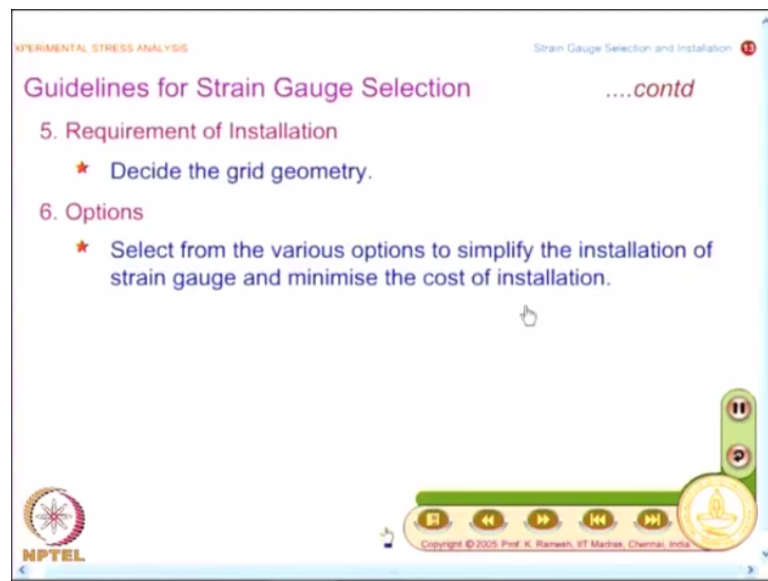 XPERIMENTAL STRESS ANALYSIS
Strain Gauge Selection and Installation 13
Guidelines for Strain Gauge Selection ....contd
5. Requirement of Installation
Decide the grid geometry.
6. Options
Select from the various options to simplify the installation of
strain gauge and minimise the cost of installation.
NPTEL
Copyright © 2005 Prof. K. Ramesh, IIT Madras, Chennai, India